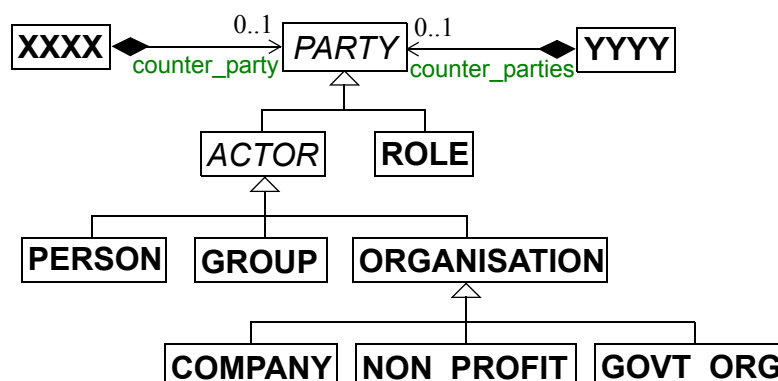 0..1 0..1
XXXX PARTY YYYY
counter_party counter_parties
ACTOR ROLE
PERSON GROUP ORGANISATION
COMPANY NON_PROFIT GOVT_ORG